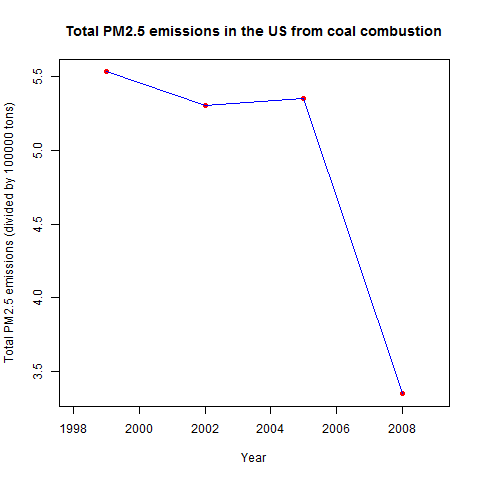 Total PM2.5 emissions in the US from coal combustion
Total PM2.5 emissions (divided by 100000 tons)
5.5
5.0
4.5
4.0
3.5
1998 2000 2002 2004 2006 2008
Year